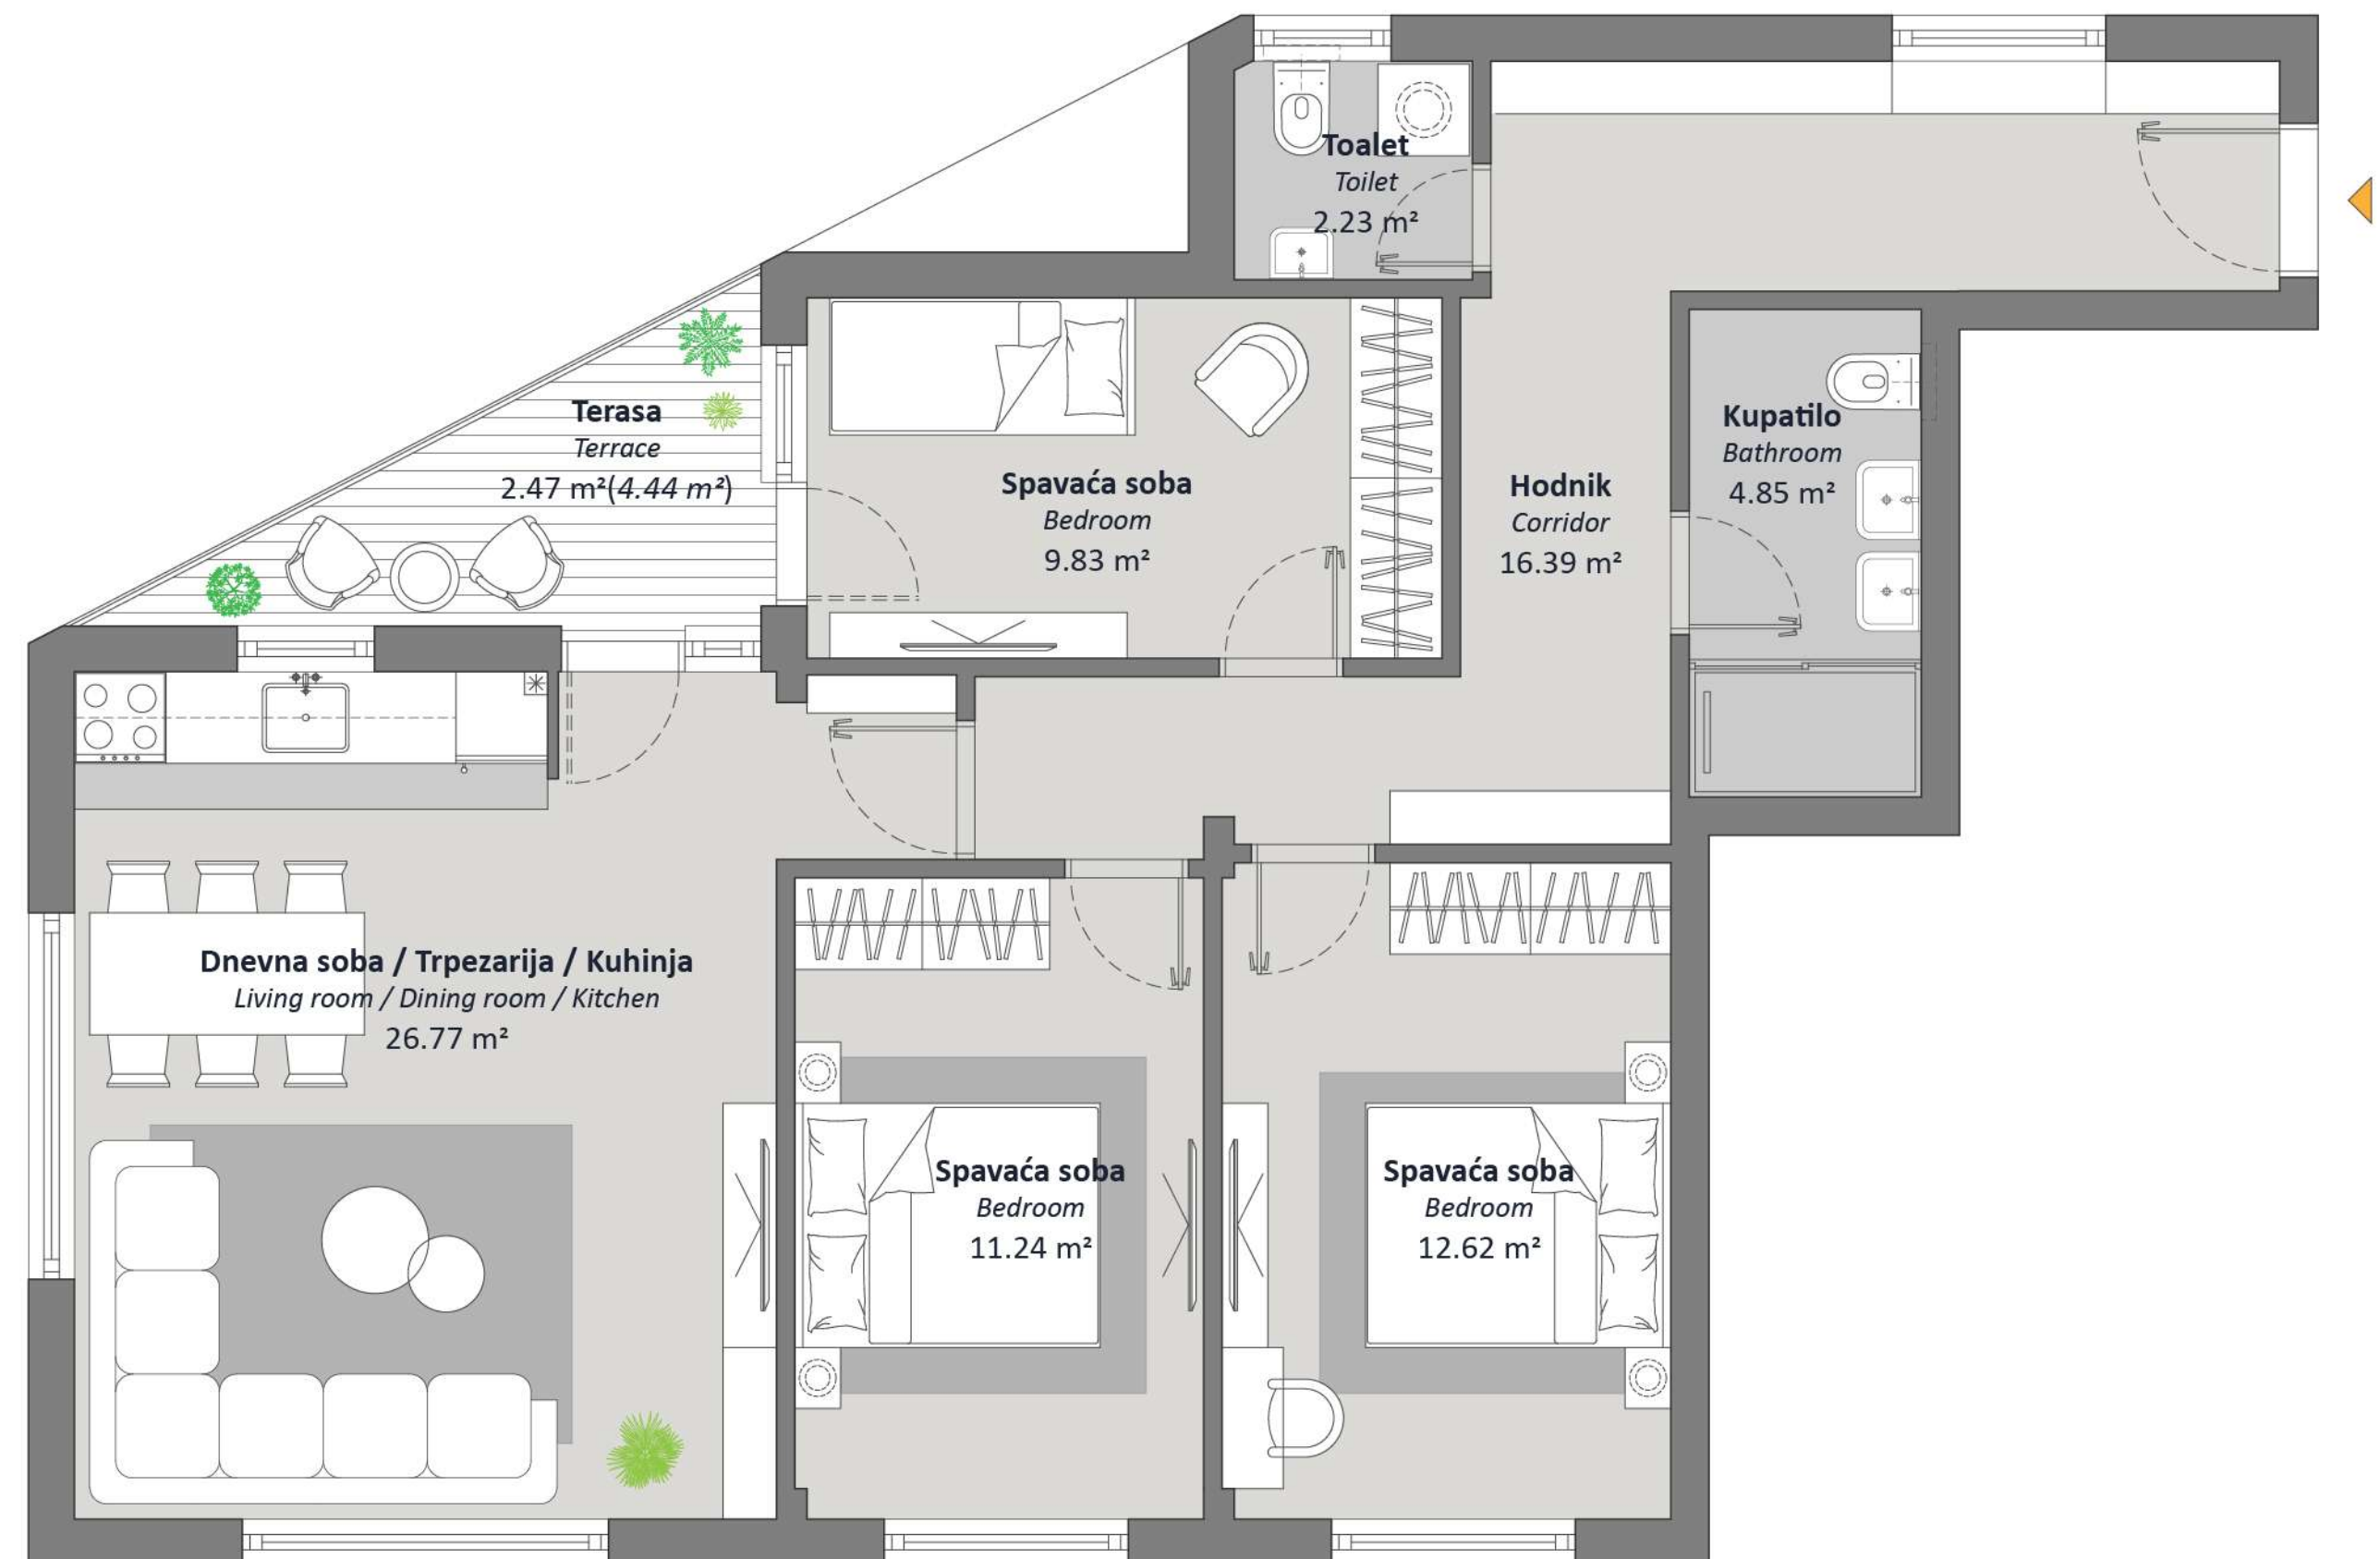 Toalet
Toilet
2.23 m²
Terasa
Terrace
2.47 m²(4.44 m²)
Spavaća soba
Bedroom
9.83 m²
Hodnik
Corridor
16.39 m²
Kupatilo
Bathroom
4.85 m²
Dnevna soba / Trpezarija / Kuhinja
Living room / Dining room / Kitchen
26.77 m²
Spavaća soba
Bedroom
11.24 m²
Spavaća soba
Bedroom
12.62 m²